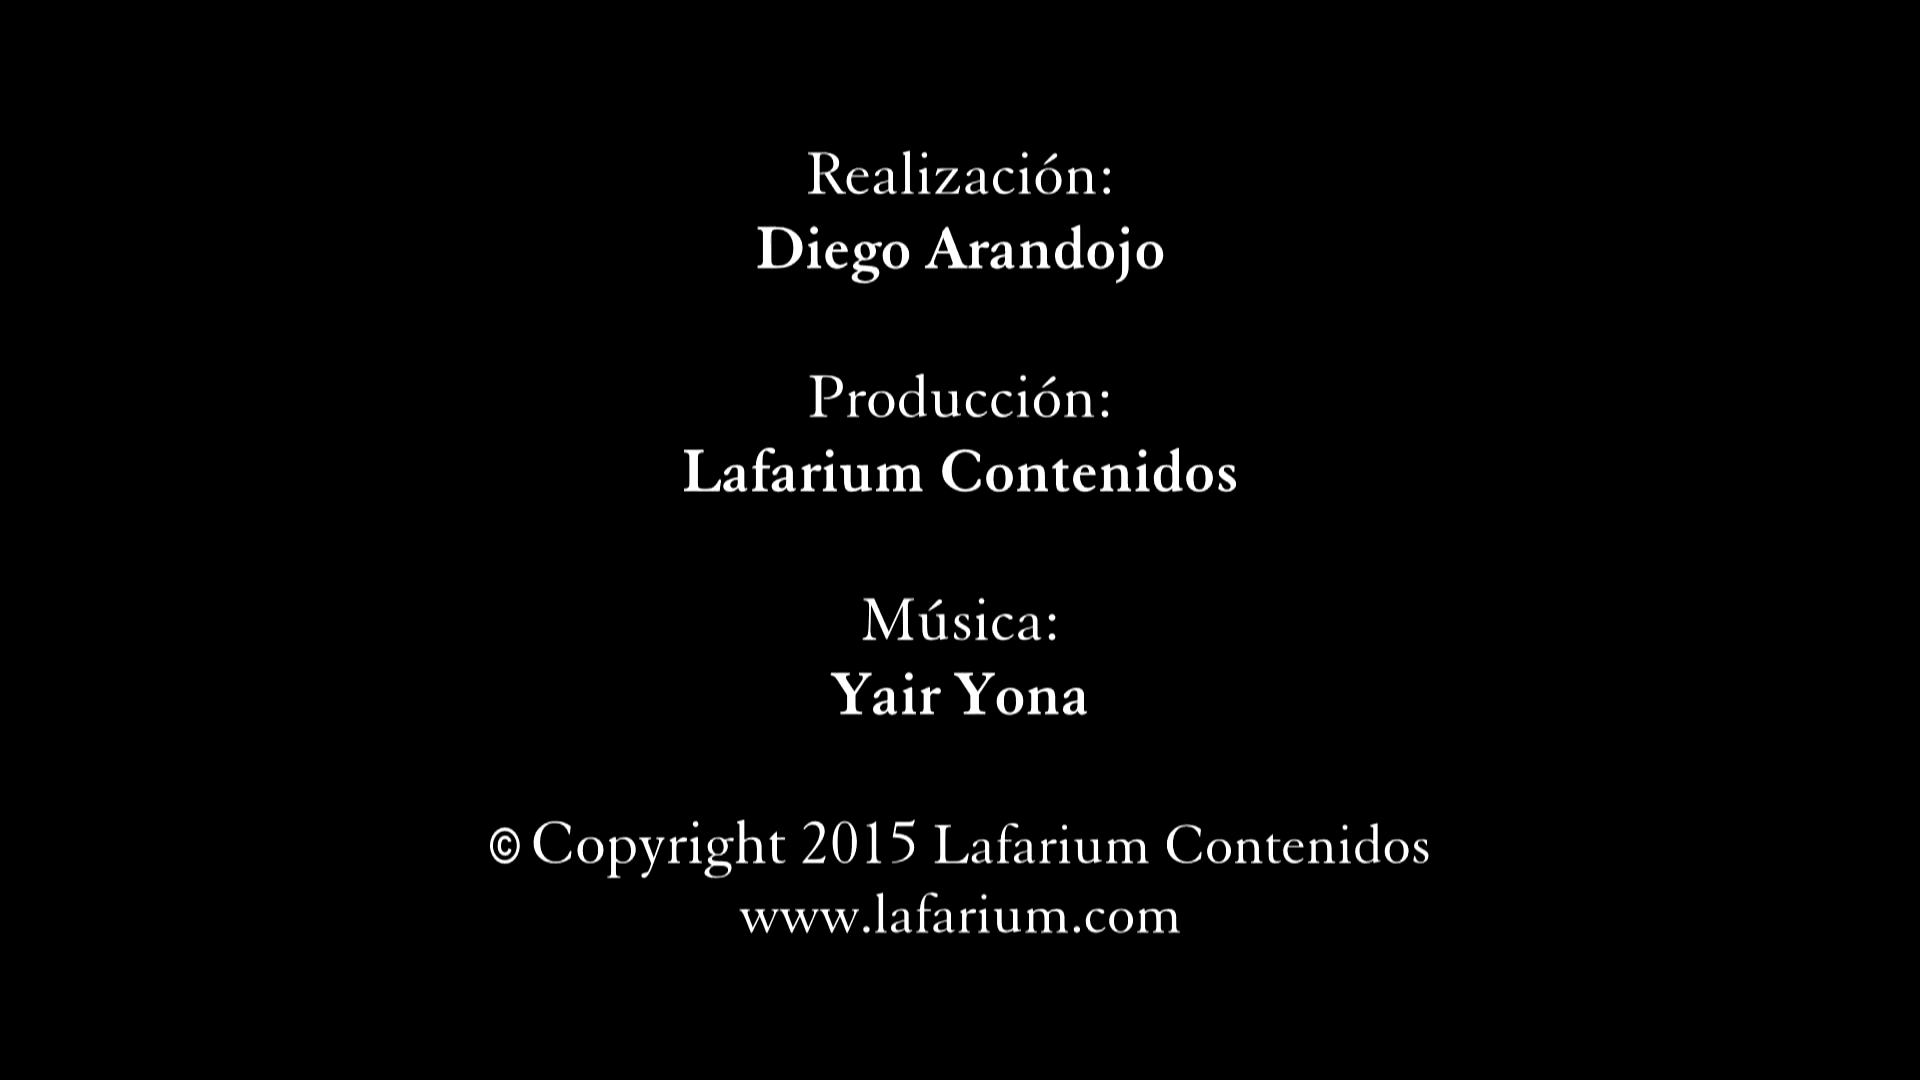 Realización:
Diego Arandojo
Producción:
Lafarium Contenidos
Música:
Yair Yona
© Copyright 2015 Lafarium Contenidos
www.lafarium.com